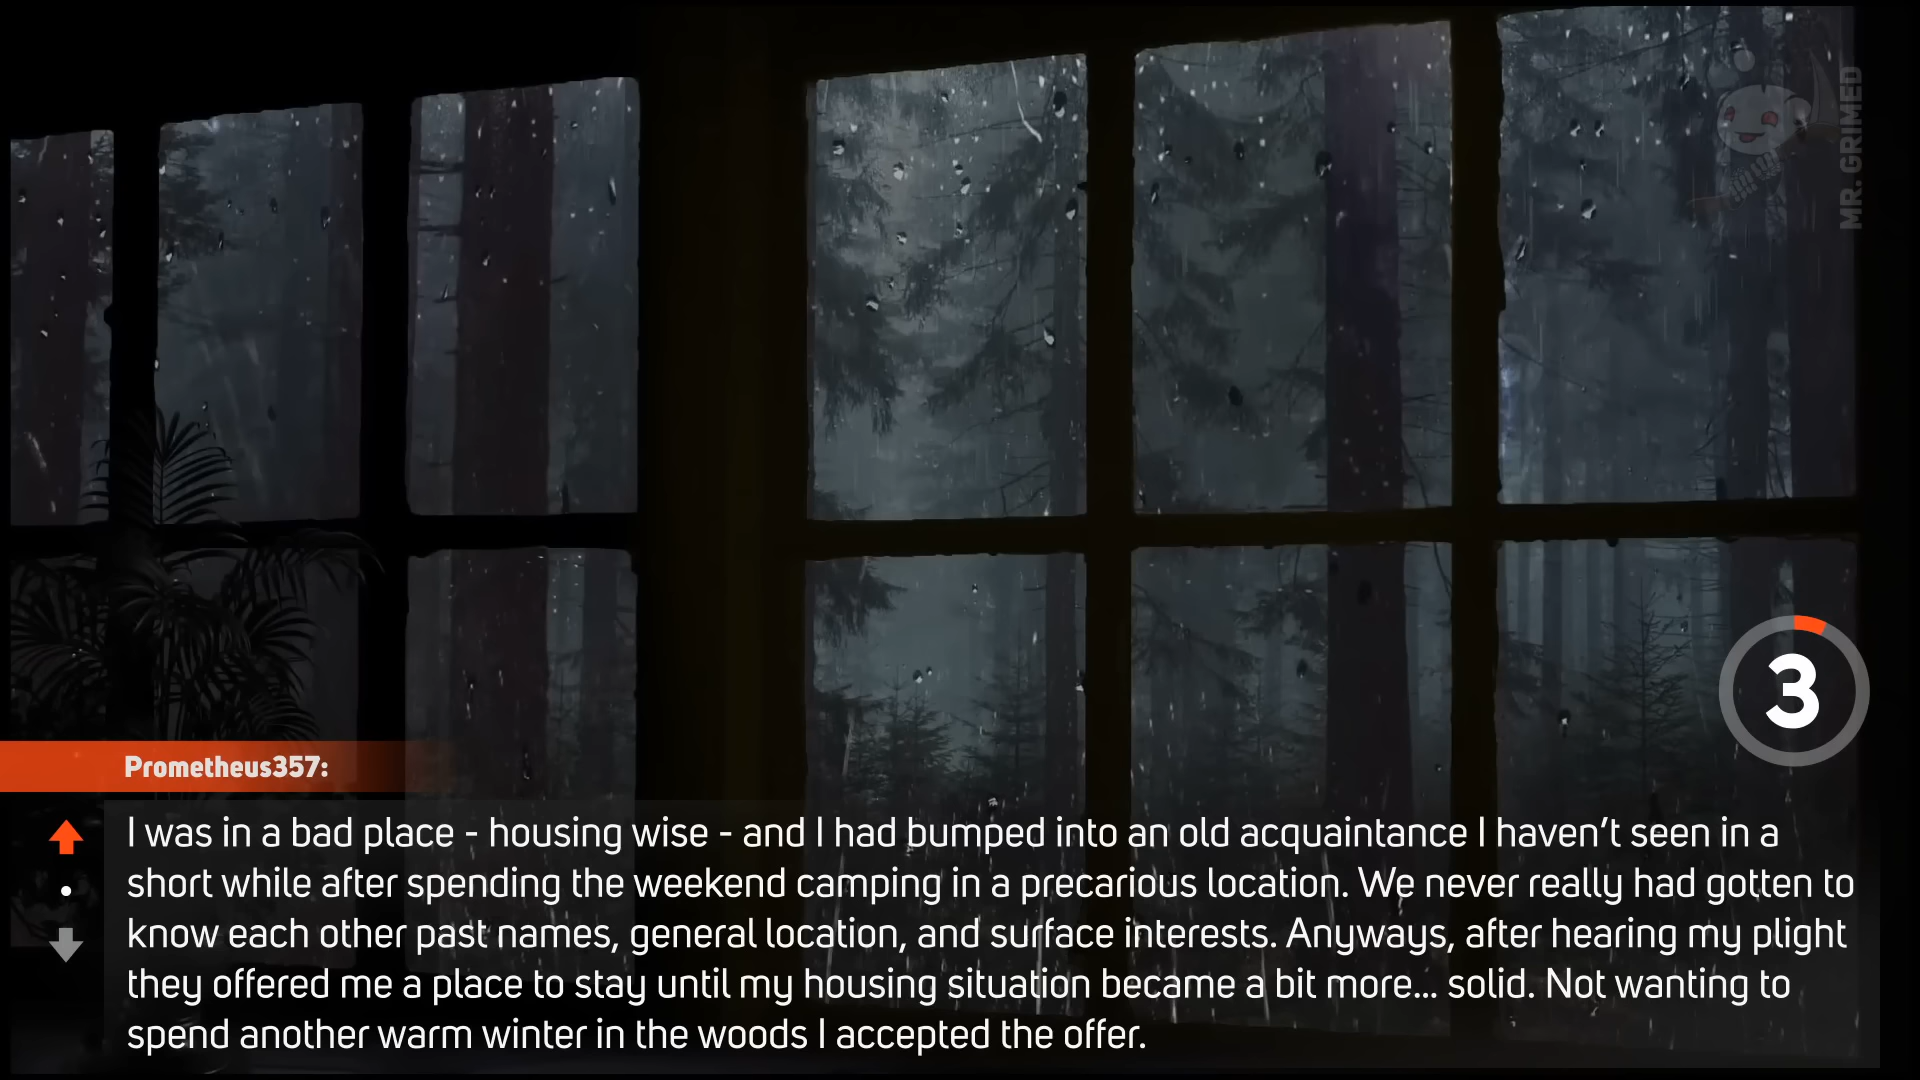 MR. GRIMED
3
Prometheus357:
I was in a bad place - housing wise - and I had bumped into an old acquaintance I haven't seen in a
short while after spending the weekend camping in a precarious location. We never really had gotten to
know each other past names, general location, and surface interests. Anyways, after hearing my plight
they offered me a place to stay until my housing situation became a bit more... solid. Not wanting to
spend another warm winter in the woods I accepted the offer.